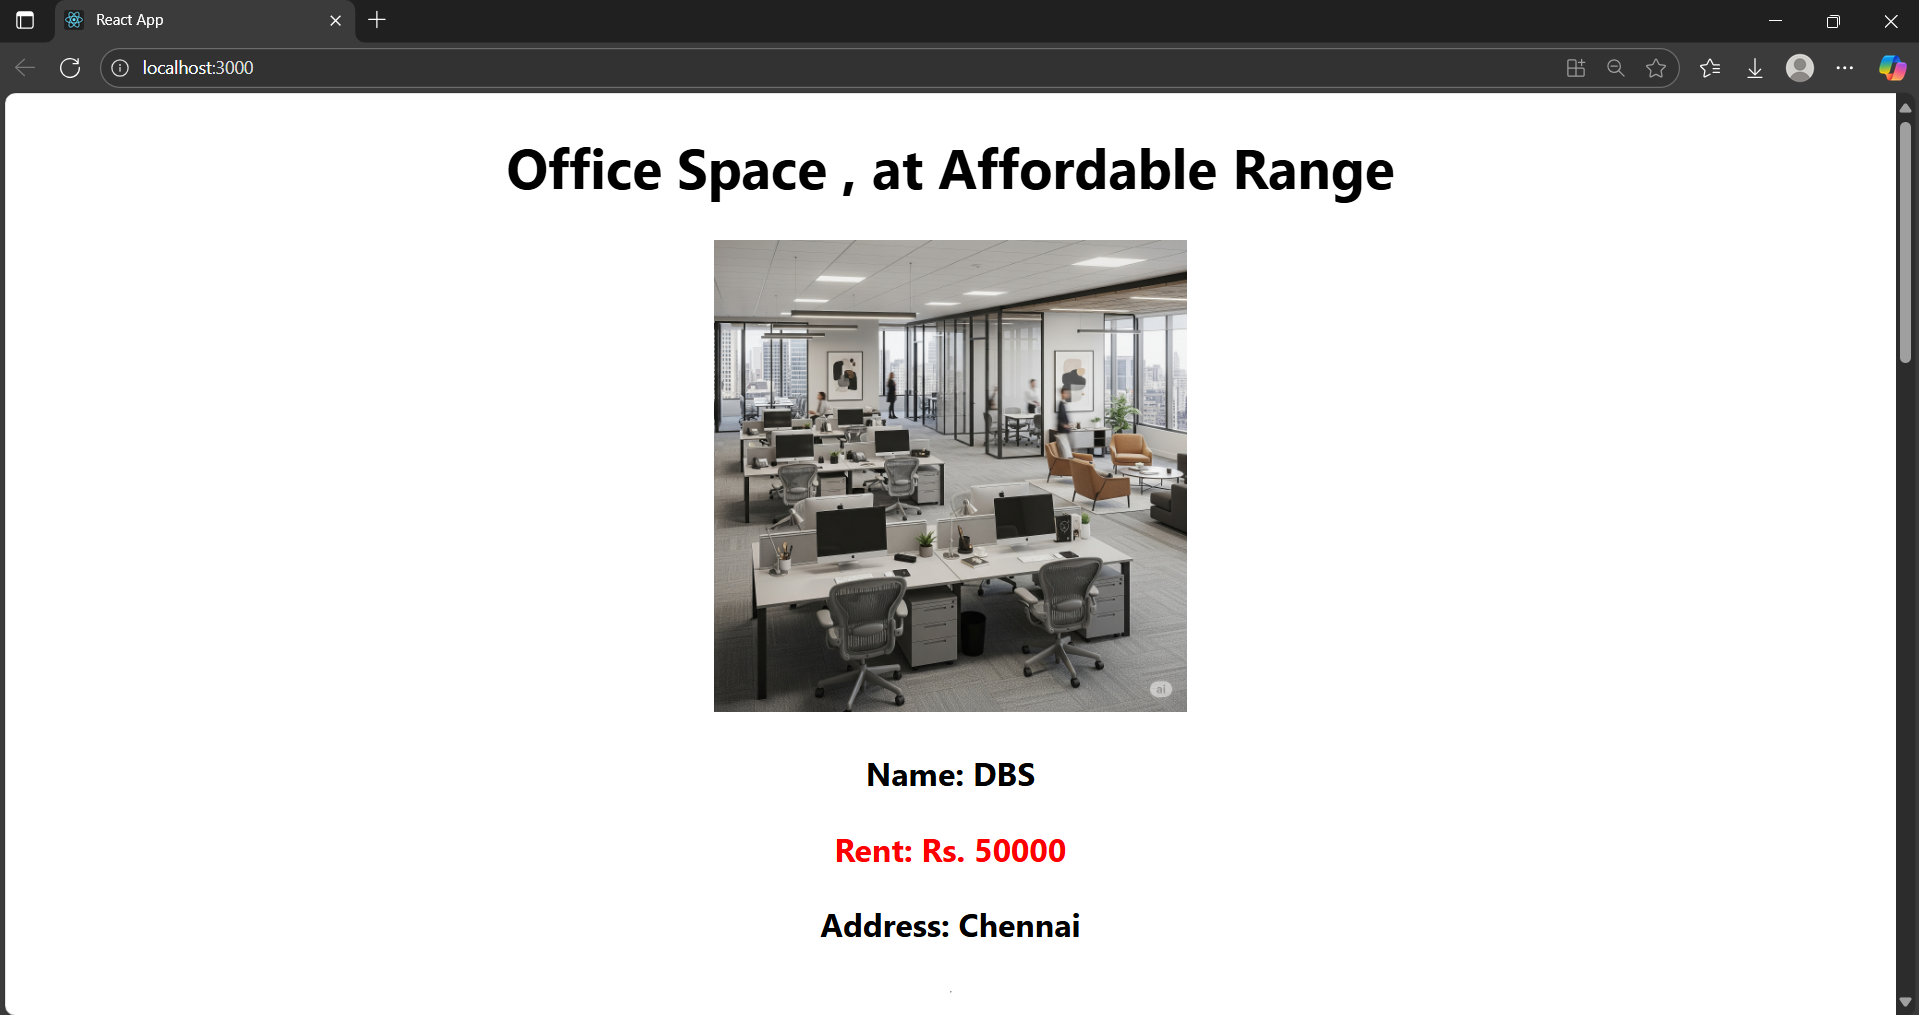 React App
localhost:3000
Office Space , at Affordable Range
ai
Name: DBS
Rent: Rs. 50000
Address: Chennai